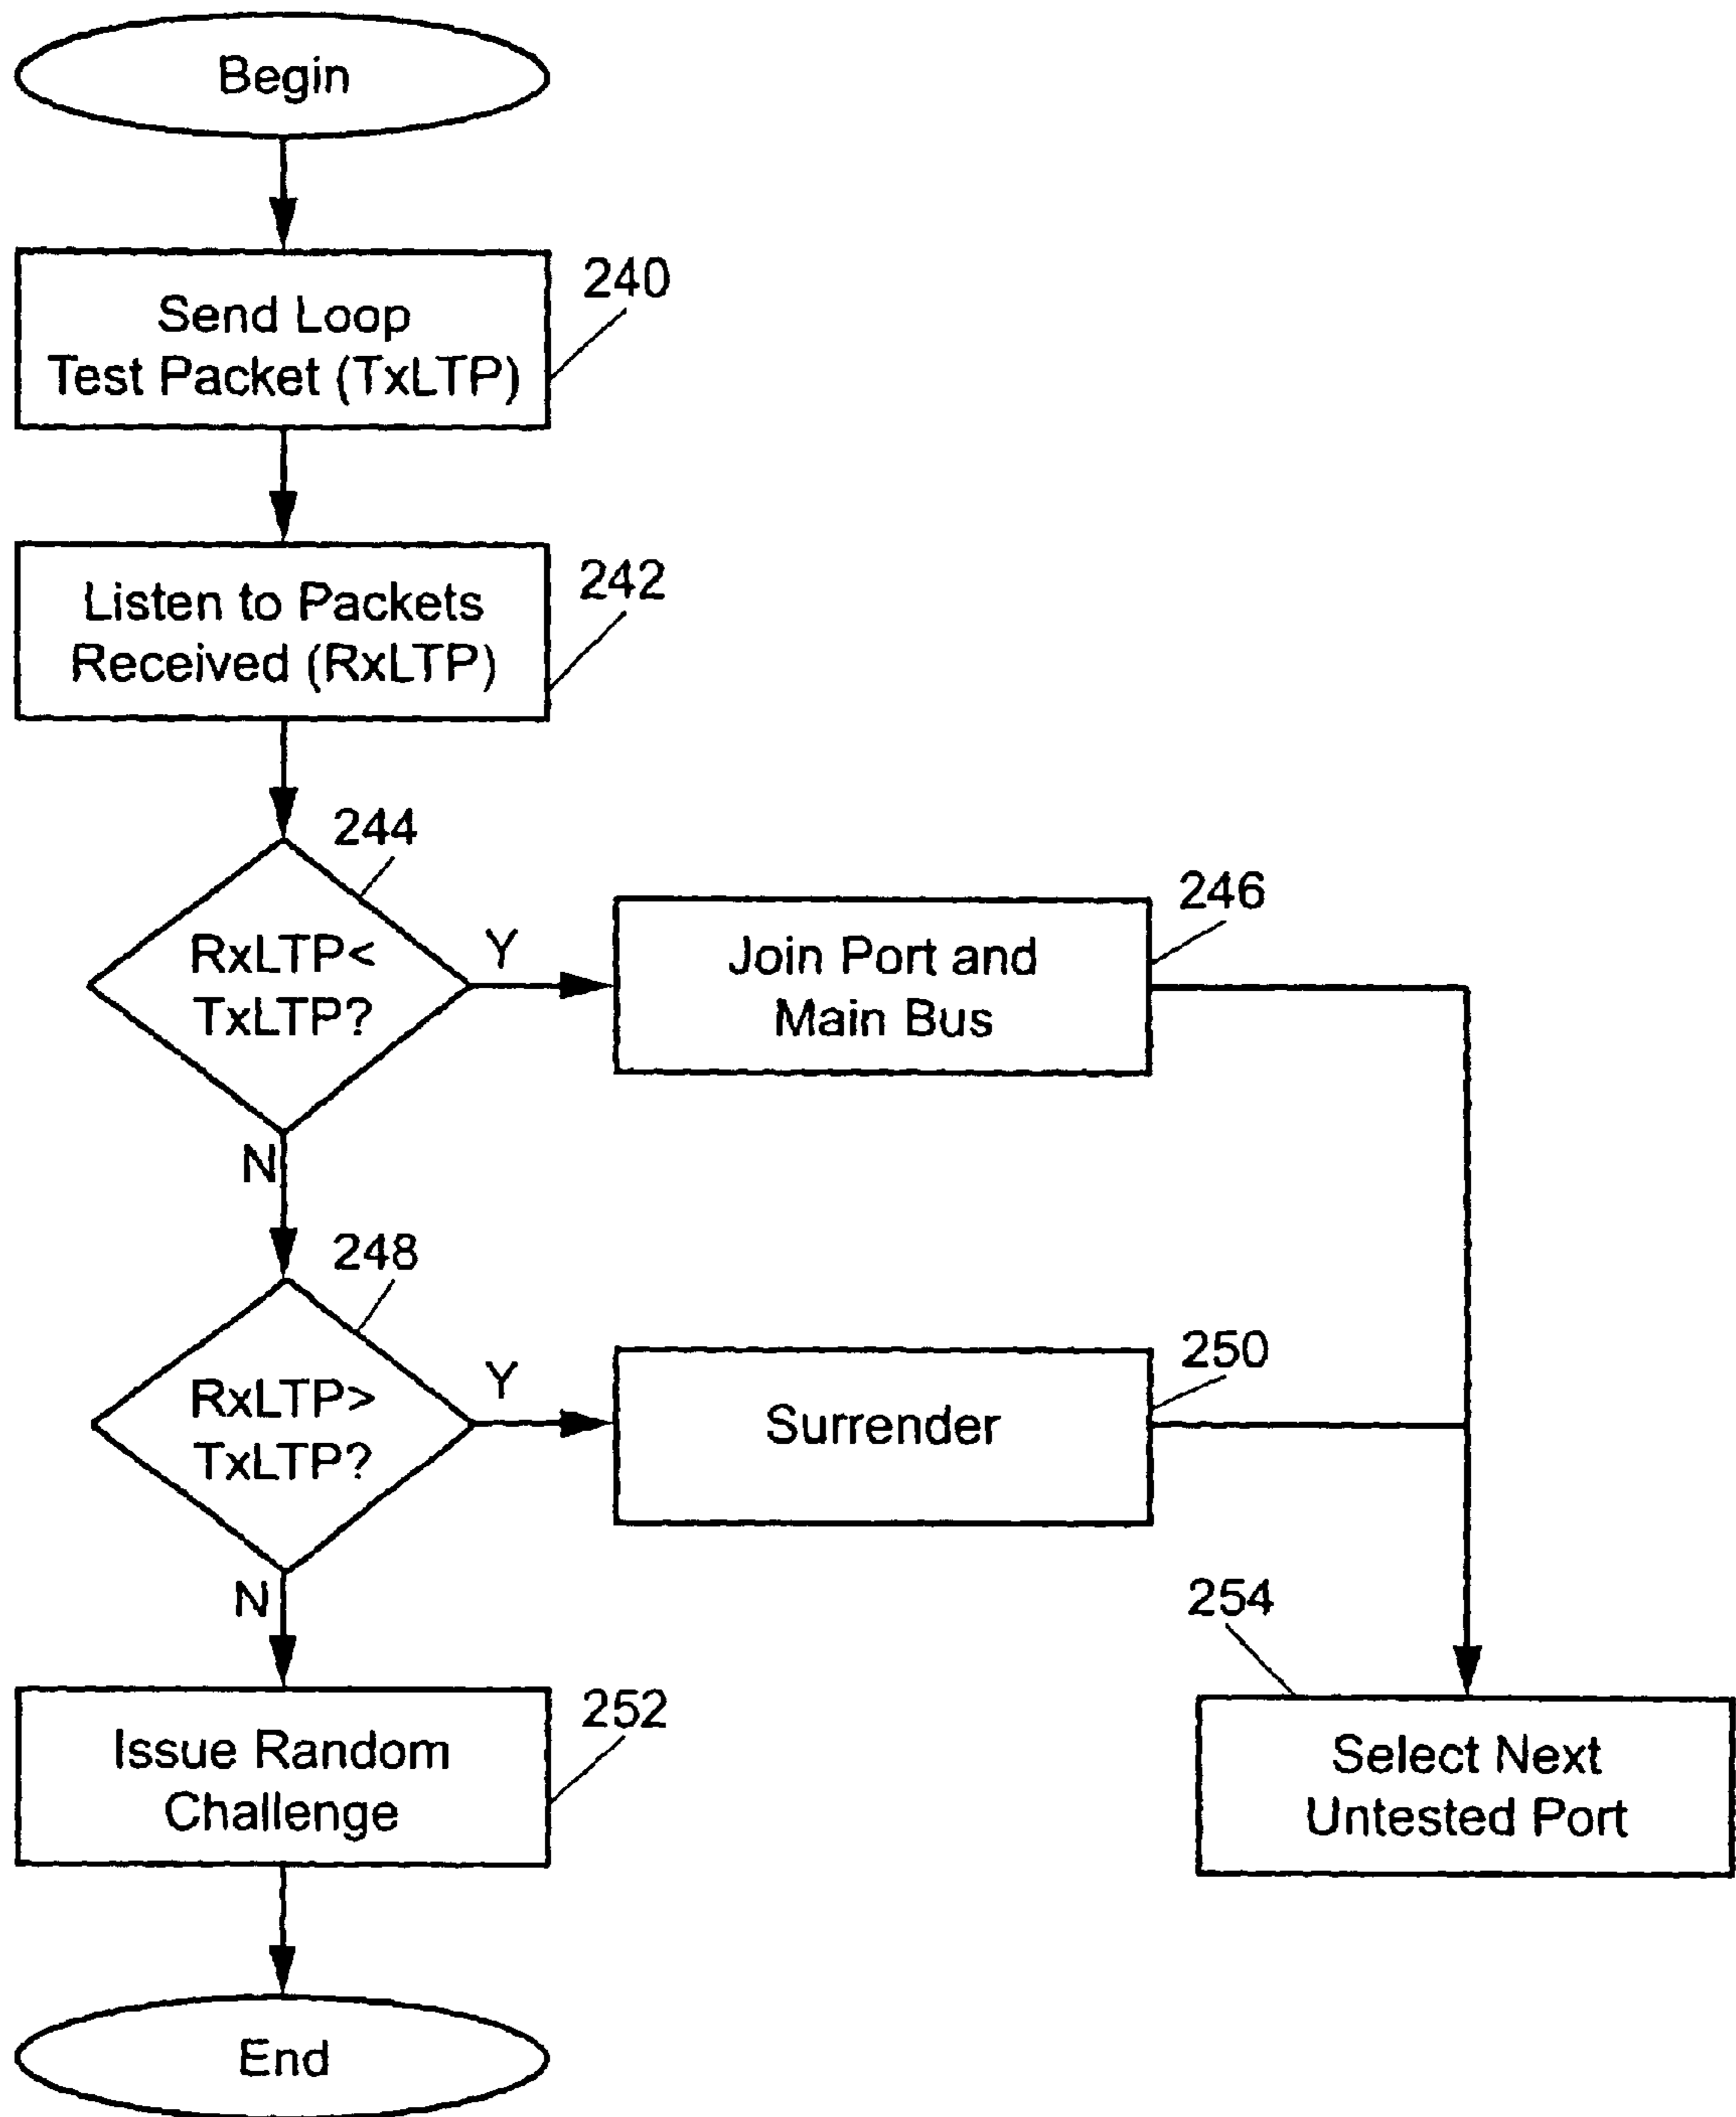 Begin
240
Send Loop
Test Packet (TxLTP)
242
Listen to Packets
Received (RxLTP)
244
RxLTP<
TxLTP?
Y
246
Join Port and
Main Bus
N
248
RxLTP>
TxLTP?
Y
250
Surrender
N
252
Issue Random
Challenge
254
Select Next
Untested Port
End